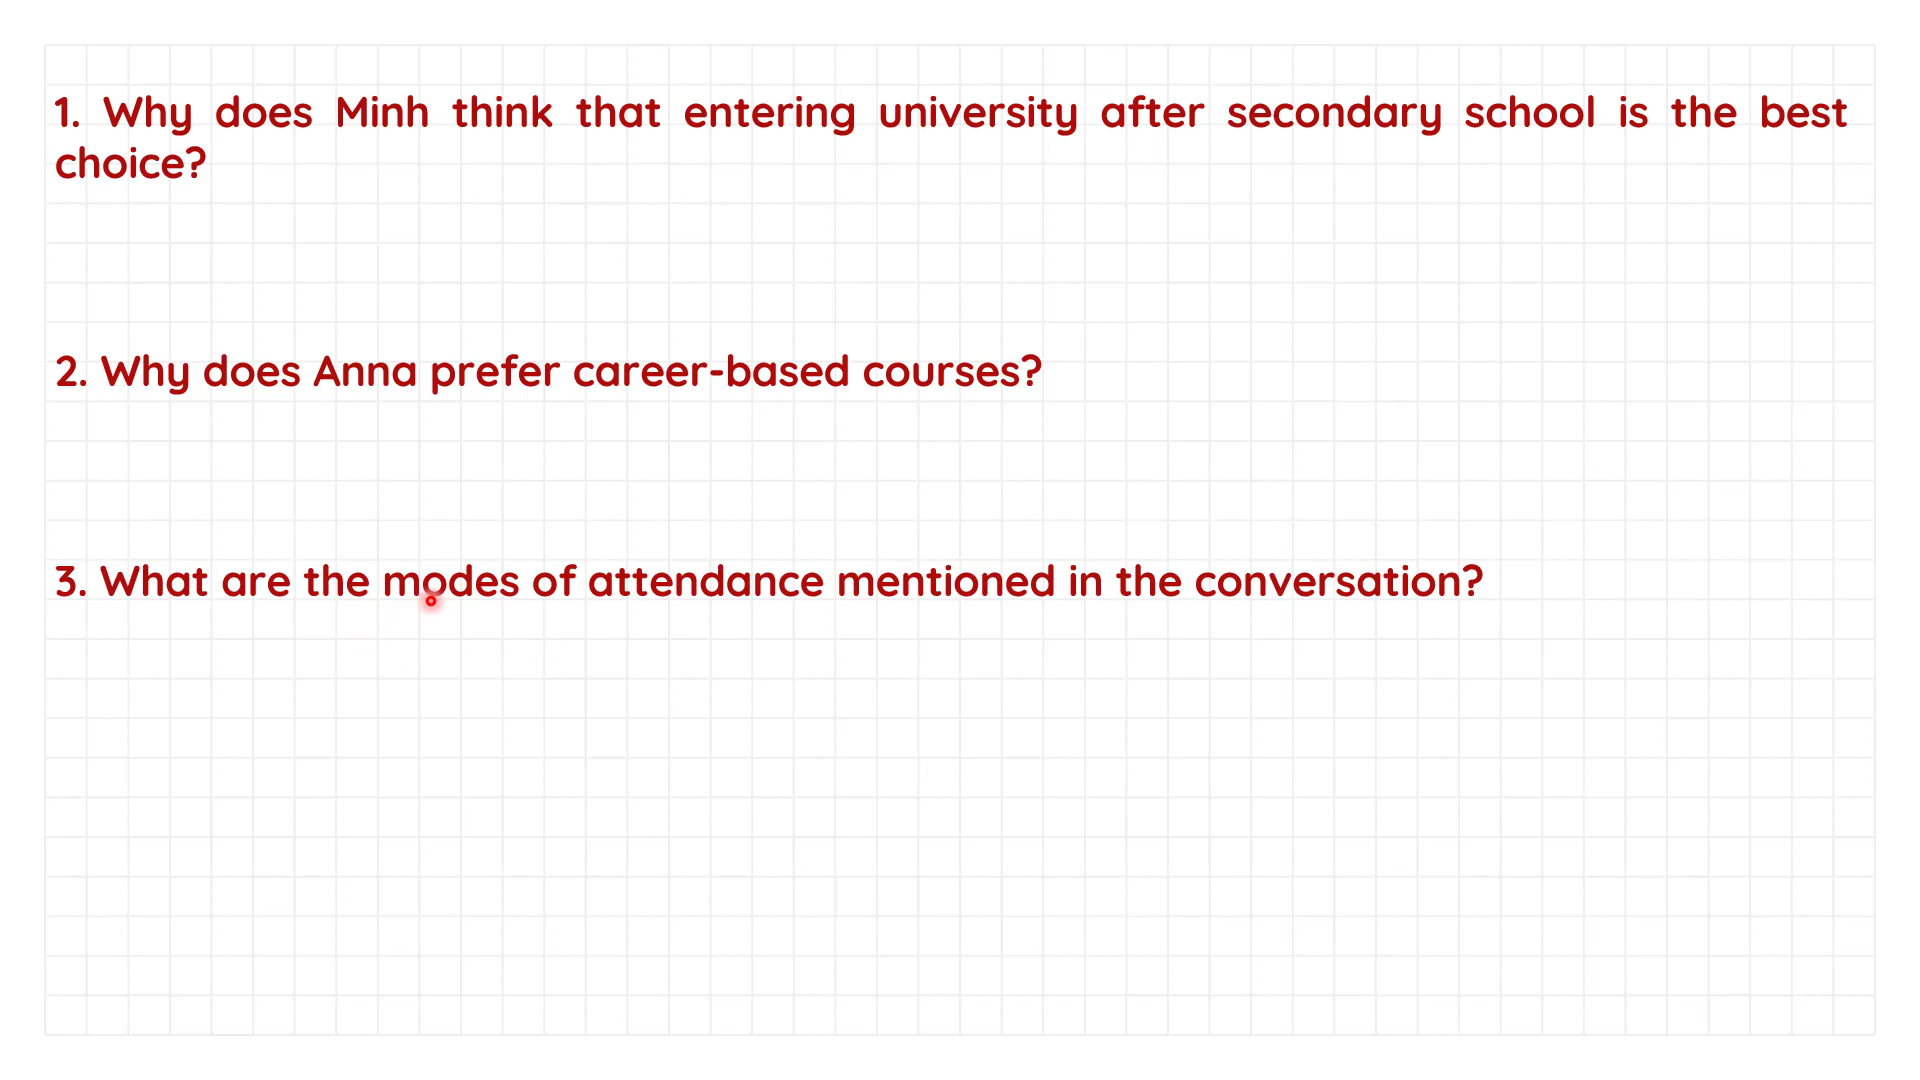 1. Why does Minh think that entering university after secondary school is the best
choice?
2. Why does Anna prefer career-based courses?
3. What are the modes of attendance mentioned in the conversation?